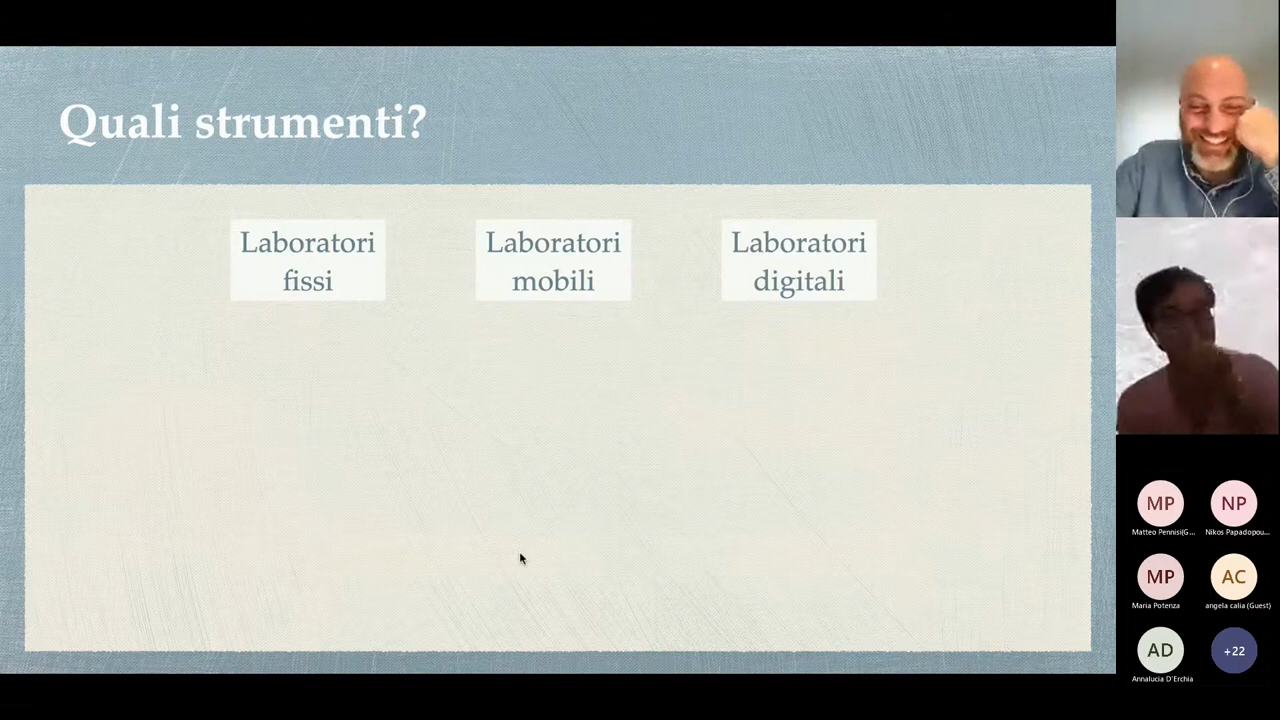 Quali strumenti?
Laboratori
fissi
Laboratori
mobili
Laboratori
digitali
MP
NP
Matteo Pennisi(G...
Nikos Papadopou...
MP
AC
Maria Potenza
angela calia (Guest)
AD
+22
Annalucia D'Erchia